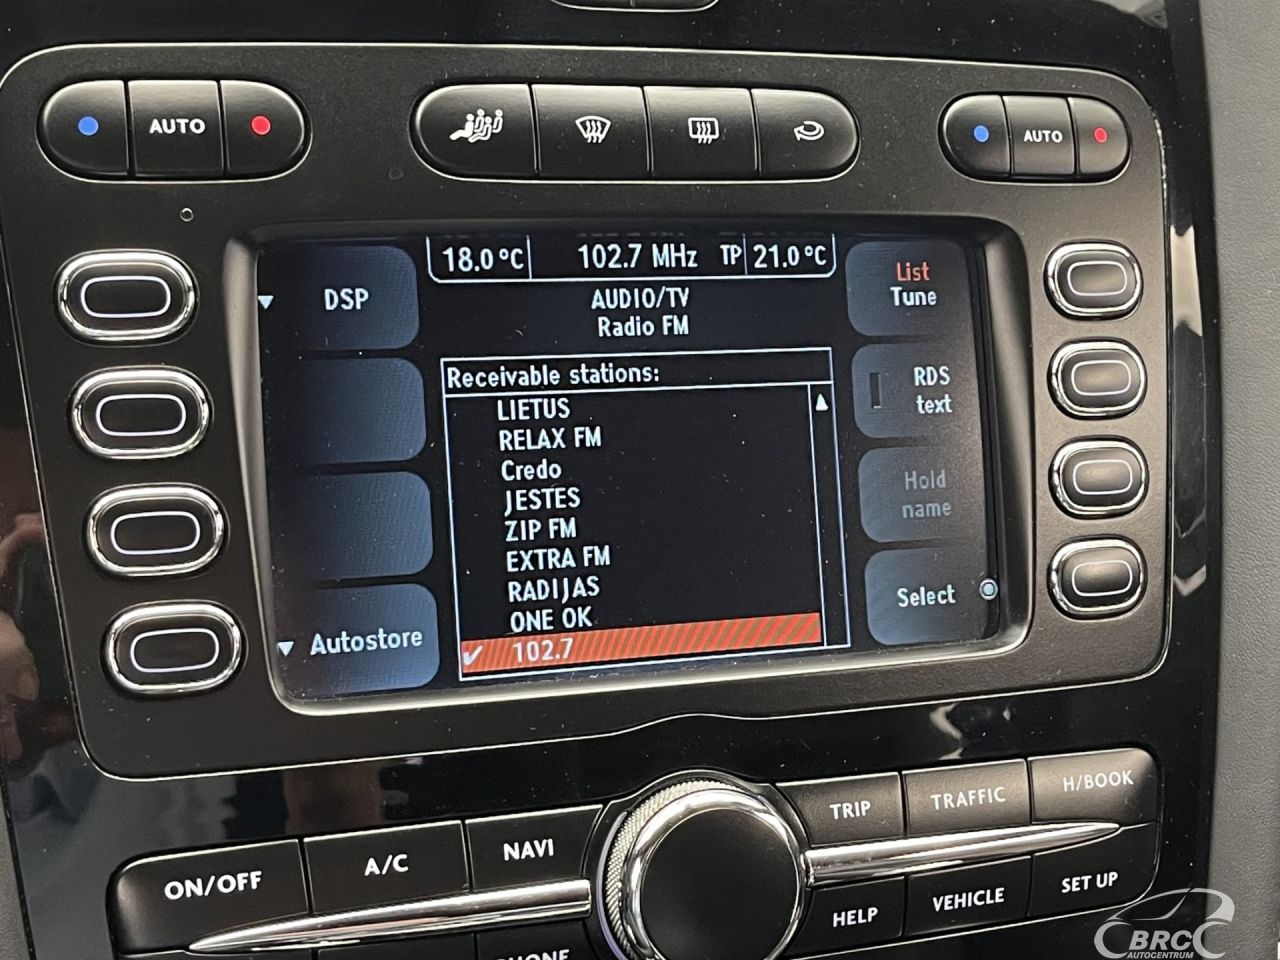 AUTO
AUTO
18.0 °C 102.7 MHz TP 21.0 °C
DSP
AUDIO/TV
Radio FM
List
Tune
Receivable stations:
LIETUS
RELAX FM
Credo
JESTES
ZIP FM
EXTRA FM
RADIJAS
ONE OK
102.7
RDS
text
Hold
name
Select
Autostore
ON/OFF
A/C
NAVI
PHONE
TRIP
TRAFFIC
H/BOOK
HELP
VEHICLE
SET UP
BRC
AUTOCENTRUM